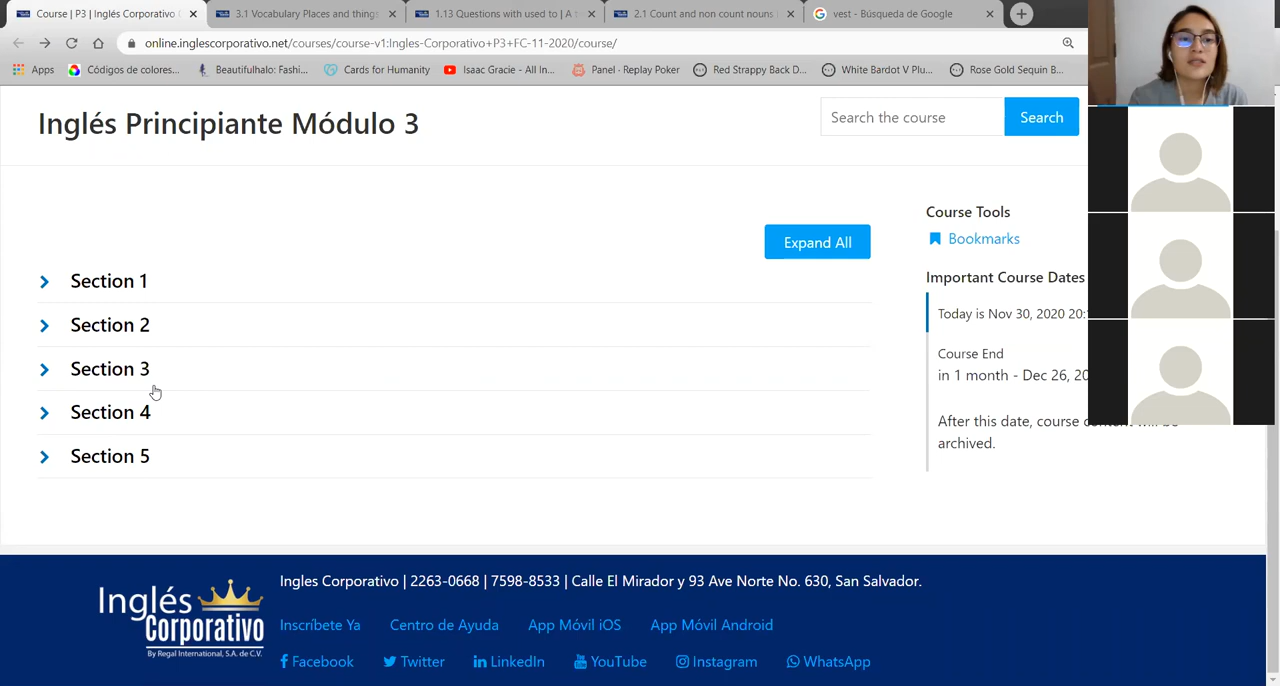 Course | P3 | Inglés Corporativo
3.1 Vocabulary Places and things
1.13 Questions with used to | A t
2.1 Count and non count nouns
vest - Búsqueda de Google
online.inglescorporativo.net/courses/course-v1:Ingles-Corporativo+P3+FC-11-2020/course/
Apps
Códigos de colores...
Beautifulhalo: Fashi...
Cards for Humanity
Isaac Gracie - All In...
Panel · Replay Poker
Red Strappy Back D...
White Bardot V Plu...
Rose Gold Sequin B...
Inglés Principiante Módulo 3
Search the course
Search
Course Tools
Bookmarks
Expand All
Important Course Dates
Section 1
Today is Nov 30, 2020 20:
Section 2
Course End
Section 3
in 1 month - Dec 26, 20
Section 4
After this date, course content will be
archived.
Section 5
Inglés
Corporativo
By Regal International, S.A. de C.V.
Ingles Corporativo | 2263-0668 | 7598-8533 | Calle El Mirador y 93 Ave Norte No. 630, San Salvador.
Inscríbete Ya
Centro de Ayuda
App Móvil iOS
App Móvil Android
Facebook
Twitter
LinkedIn
YouTube
Instagram
WhatsApp